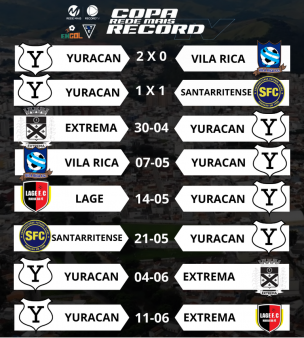 COPA
REDE MAIS
RECORD
YURACAN 2 X 0 VILA RICA
YURACAN 1 X 1 SANTARRITENSE
EXTREMA 30-04 YURACAN
VILA RICA 07-05 YURACAN
LAGE 14-05 YURACAN
SANTARRITENSE 21-05 YURACAN
YURACAN 04-06 EXTREMA
YURACAN 11-06 EXTREMA